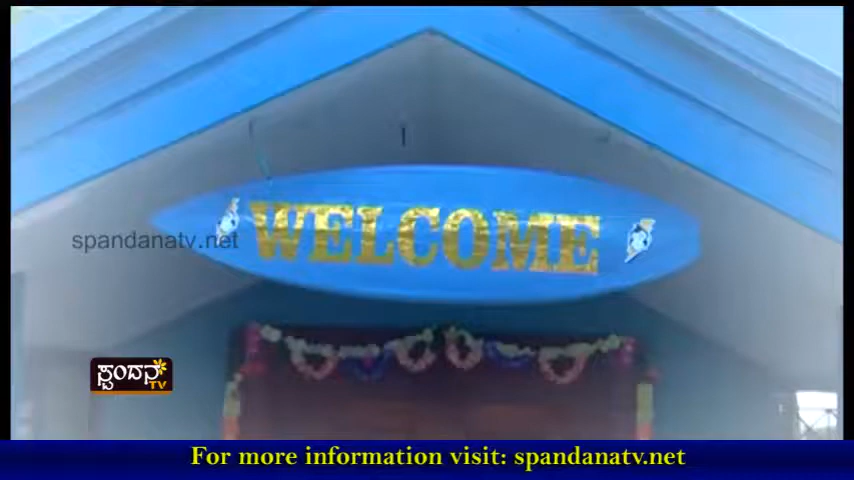 WELCOME
spandanatv.net
ಸ್ಪಂದನ
TV
For more information visit: spandanatv.net